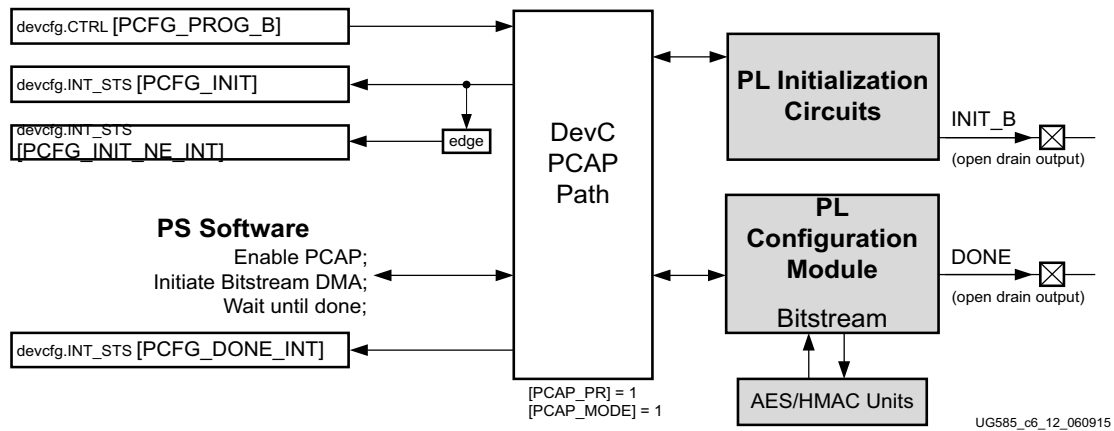 devcfg.CTRL [PCFG_PROG_B]
devcfg.INT_STS [PCFG_INIT]
devcfg.INT_STS
[PCFG_INIT_NE_INT]
edge
PS Software
Enable PCAP;
Initiate Bitstream DMA;
Wait until done;
devcfg.INT_STS [PCFG_DONE_INT]
DevC
PCAP
Path
[PCAP_PR] = 1
[PCAP_MODE] = 1
PL Initialization
Circuits
INIT_B
(open drain output)
PL
Configuration
Module
Bitstream
DONE
(open drain output)
AES/HMAC Units
UG585_c6_12_060915